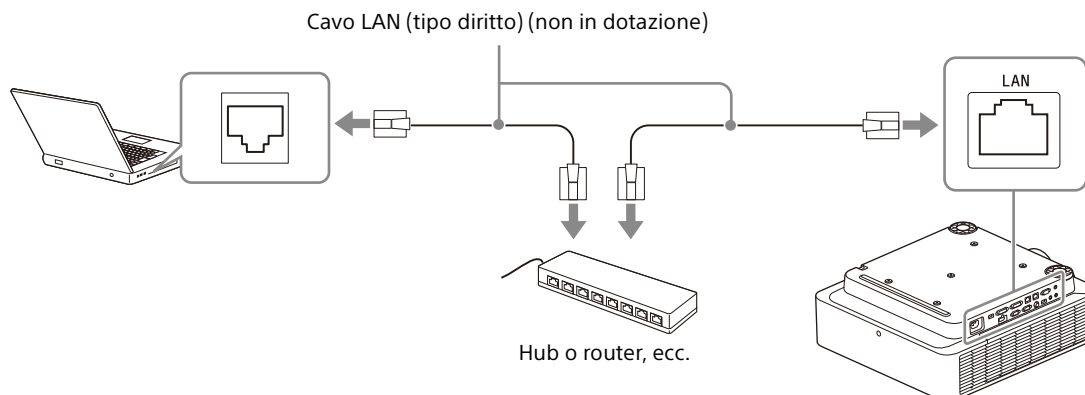 Cavo LAN (tipo diritto) (non in dotazione)
LAN
Hub o router, ecc.